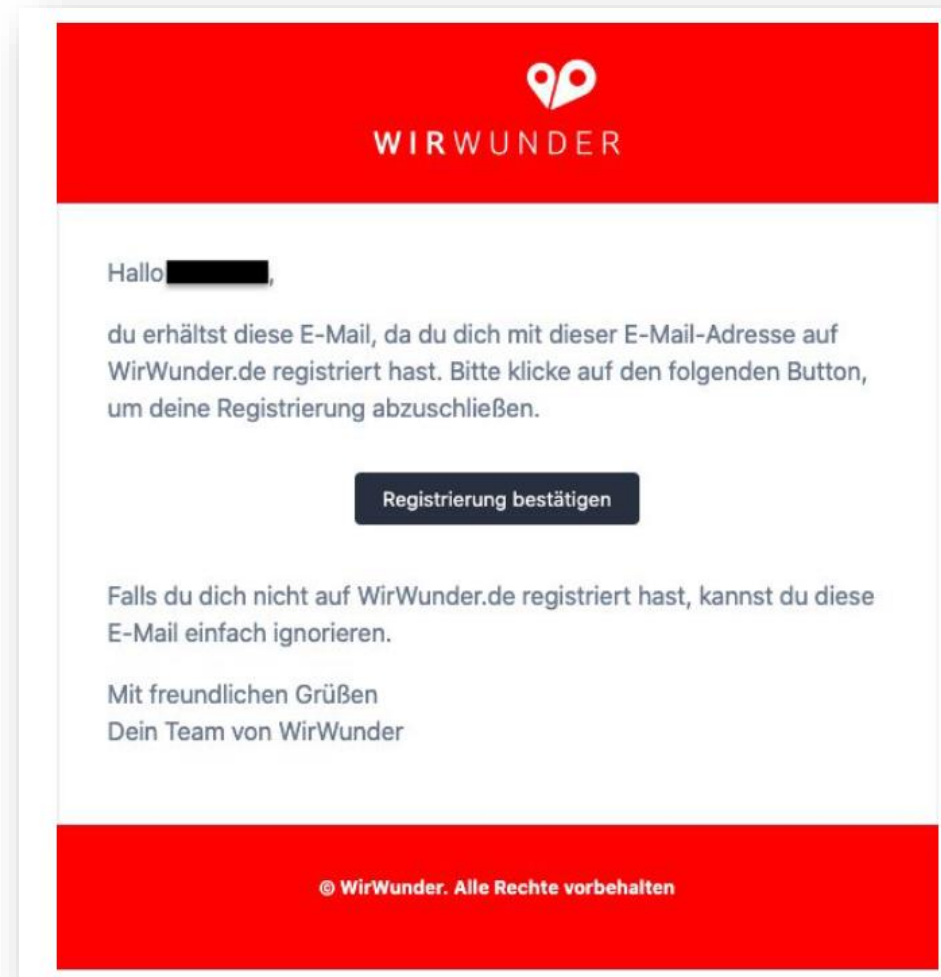 WIRWUNDER
Hallo ,
du erhältst diese E-Mail, da du dich mit dieser E-Mail-Adresse auf
WirWunder.de registriert hast. Bitte klicke auf den folgenden Button,
um deine Registrierung abzuschließen.
Registrierung bestätigen
Falls du dich nicht auf WirWunder.de registriert hast, kannst du diese
E-Mail einfach ignorieren.
Mit freundlichen Grüßen
Dein Team von WirWunder
© WirWunder. Alle Rechte vorbehalten